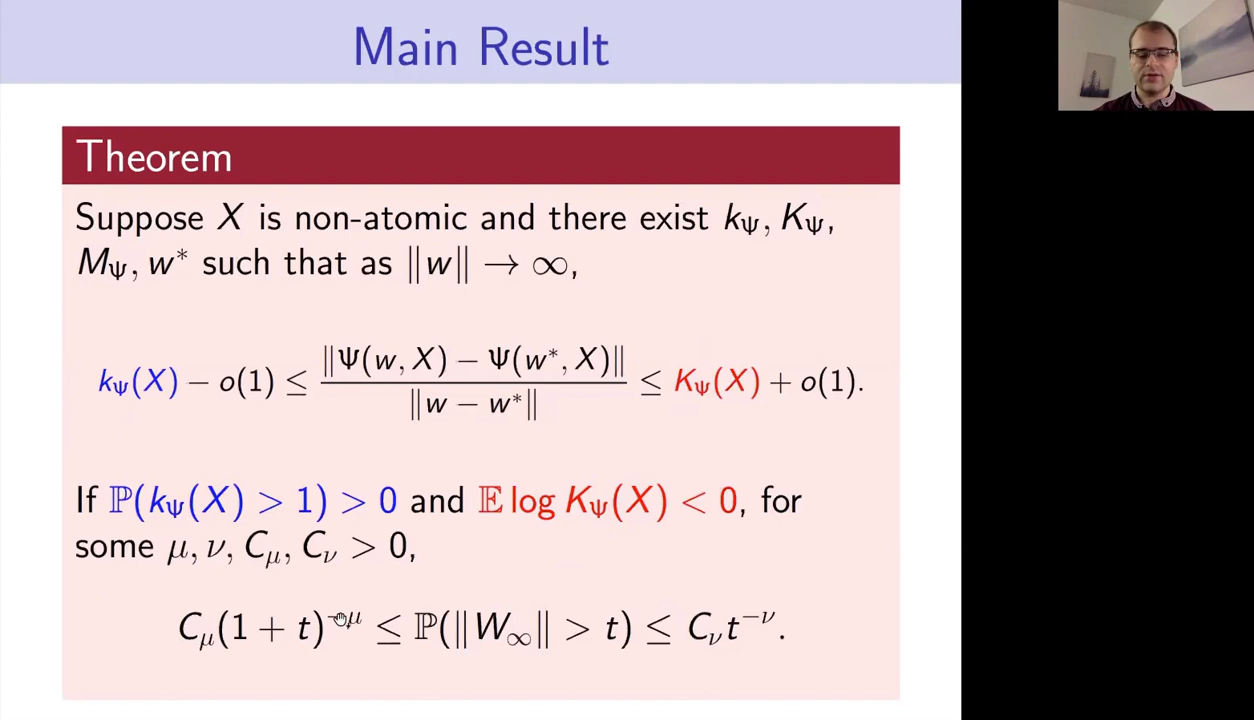 Main Result
Theorem
Suppose X is non-atomic and there exist k_Ψ, K_Ψ,
M_Ψ, w* such that as ‖w‖ → ∞,
k_Ψ(X) − o(1) ≤ ‖Ψ(w, X) − Ψ(w*, X)‖ / ‖w − w*‖ ≤ K_Ψ(X) + o(1).
If ℙ(k_Ψ(X) > 1) > 0 and 𝔼 log K_Ψ(X) < 0, for
some μ, ν, C_μ, C_ν > 0,
C_μ(1 + t)^−μ ≤ ℙ(‖W_∞‖ > t) ≤ C_ν t^−ν.